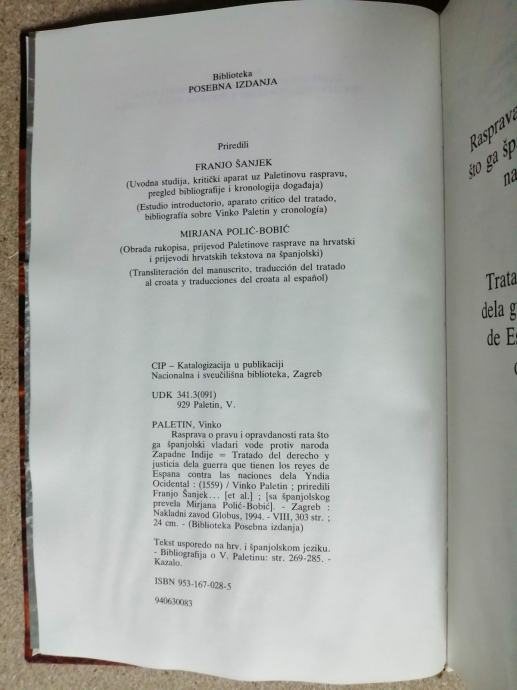 Biblioteka
POSEBNA IZDANJA
Priredili
FRANJO ŠANJEK
(Uvodna studija, kritički aparat uz Paletinovu raspravu,
pregled bibliografije i kronologija događaja)
(Estudio introductorio, aparato critico del tratado,
bibliografía sobre Vinko Paletin y cronología)
MIRJANA POLIĆ-BOBIĆ
(Obrada rukopisa, prijevod Paletinove rasprave na hrvatski
i prijevodi hrvatskih tekstova na španjolski)
(Transliteración del manuscrito, traducción del tratado
al croata y traducciones del croata al español)
CIP – Katalogizacija u publikaciji
Nacionalna i sveučilišna biblioteka, Zagreb
UDK 341.3(091)
929 Paletin, V.
PALETIN, Vinko
Rasprava o pravu i opravdanosti rata što
ga španjolski vladari vode protiv naroda
Zapadne Indije = Tratado del derecho y
justicia dela guerra que tienen los reyes de
Espana contra las naciones dela Yndia
Ocidental : (1559) / Vinko Paletin ; priredili
Franjo Šanjek... [et al.] ; [sa španjolskog
prevela Mirjana Polić-Bobić]. - Zagreb :
Nakladni zavod Globus, 1994. - VIII, 303 str. ;
24 cm. - (Biblioteka Posebna izdanja)
Tekst usporedo na hrv. i španjolskom jeziku.
- Bibliografija o V. Paletinu: str. 269-285. -
Kazalo.
ISBN 953-167-028-5
940630083
Rasprava
što ga šp
na
Trata
dela g
de Es